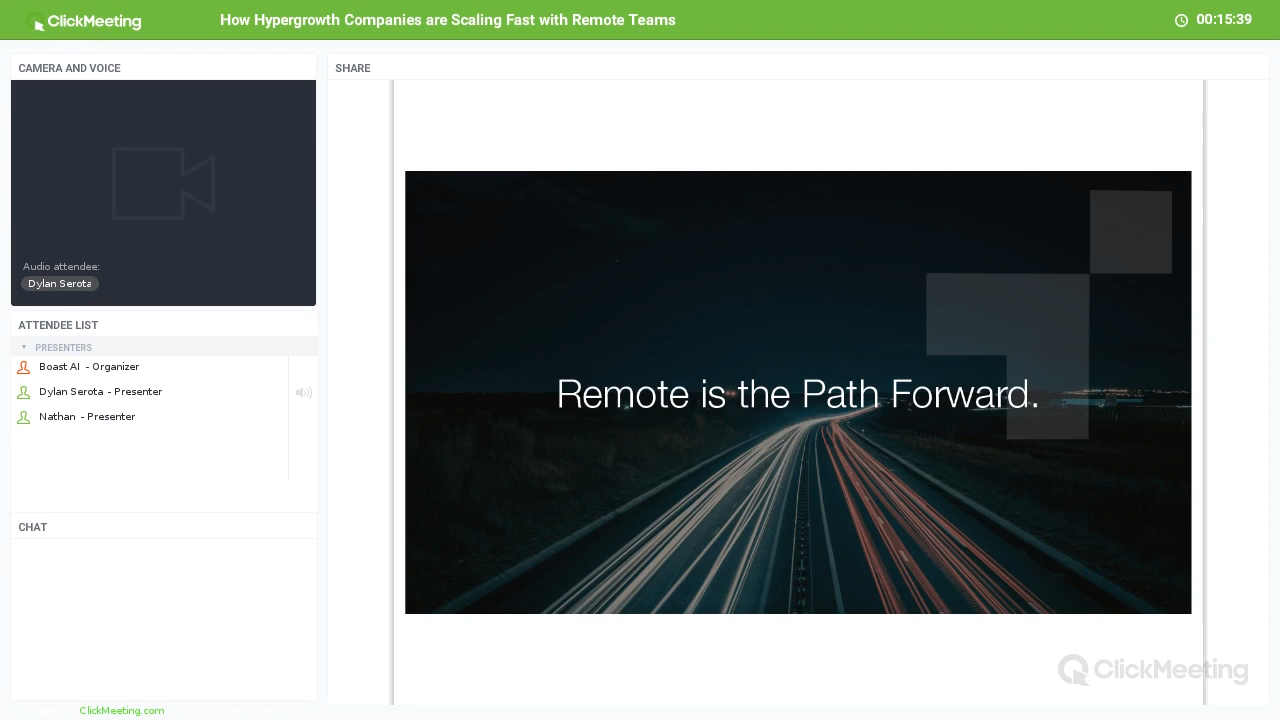 ClickMeeting
How Hypergrowth Companies are Scaling Fast with Remote Teams
00:15:39
CAMERA AND VOICE
Audio attendee:
Dylan Serota
ATTENDEE LIST
PRESENTERS
Boast AI - Organizer
Dylan Serota - Presenter
Nathan - Presenter
CHAT
SHARE
Remote is the Path Forward.
ClickMeeting
ClickMeeting.com